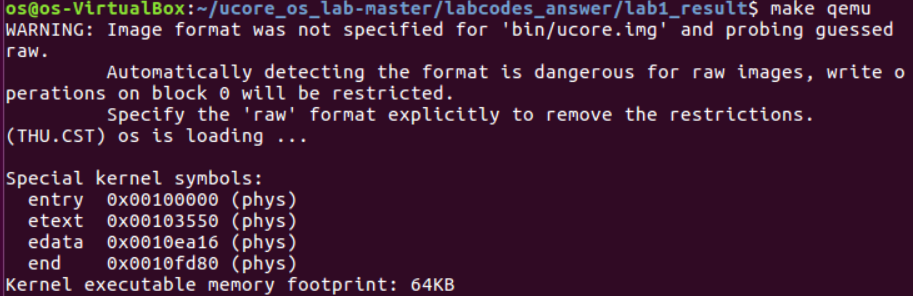 os@os-VirtualBox:~/ucore_os_lab-master/labcodes_answer/lab1_result$ make qemu
WARNING: Image format was not specified for 'bin/ucore.img' and probing guessed
raw.
         Automatically detecting the format is dangerous for raw images, write o
perations on block 0 will be restricted.
         Specify the 'raw' format explicitly to remove the restrictions.
(THU.CST) os is loading ...

Special kernel symbols:
  entry  0x00100000 (phys)
  etext  0x00103550 (phys)
  edata  0x0010ea16 (phys)
  end    0x0010fd80 (phys)
Kernel executable memory footprint: 64KB